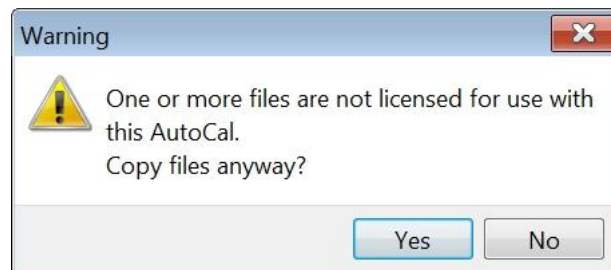 Warning
One or more files are not licensed for use with
this AutoCal.
Copy files anyway?
Yes
No